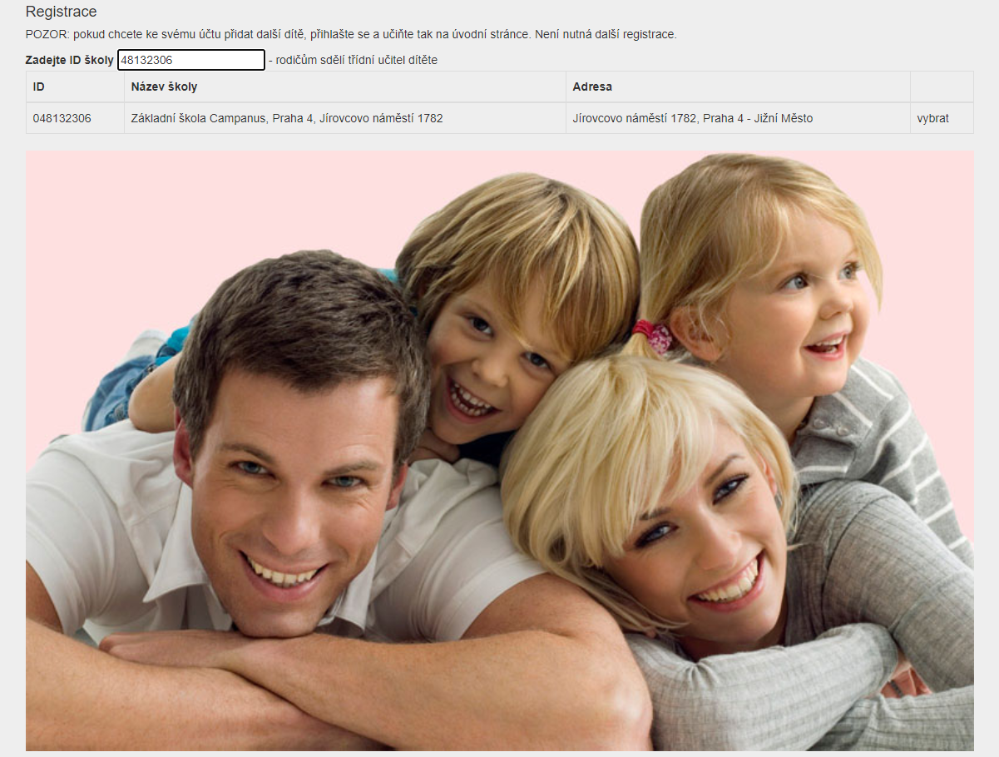 Registrace
POZOR: pokud chcete ke svému účtu přidat další dítě, přihlašte se a učiňte tak na úvodní stránce. Není nutná další registrace.
Zadejte ID školy 48132306 - rodičům sdělí třídní učitel dítěte
ID Název školy Adresa
048132306 Základní škola Campanus, Praha 4, Jírovcovo náměstí 1782 Jírovcovo náměstí 1782, Praha 4 - Jižní Město vybrat